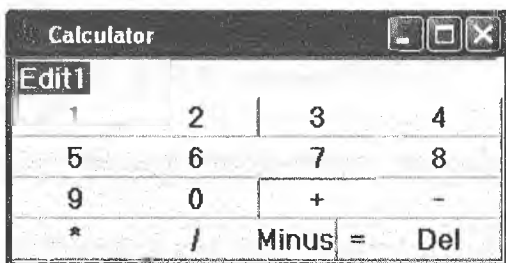 Calculator
Edit1
1 2 3 4
5 6 7 8
9 0 + -
* / Minus = Del